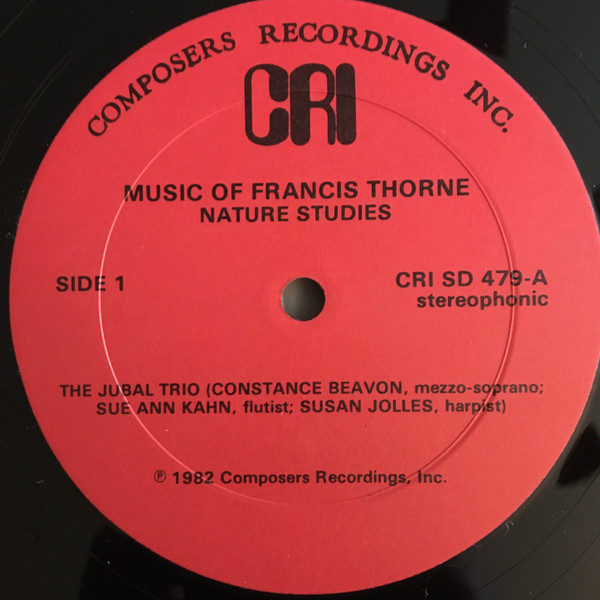 COMPOSERS RECORDINGS INC.
CRI
MUSIC OF FRANCIS THORNE
NATURE STUDIES
SIDE 1
CRI SD 479-A
stereophonic
THE JUBAL TRIO (CONSTANCE BEAVON, mezzo-soprano;
SUE ANN KAHN, flutist; SUSAN JOLLES, harpist)
℗ 1982 Composers Recordings, Inc.